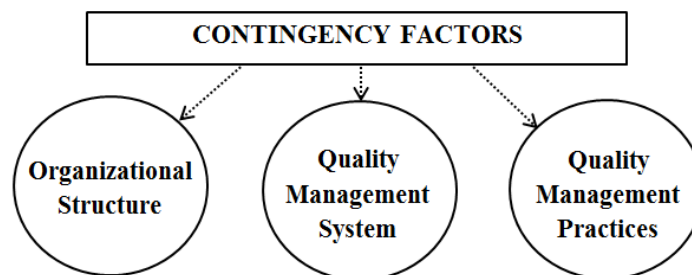 CONTINGENCY FACTORS
Organizational
Structure
Quality
Management
System
Quality
Management
Practices